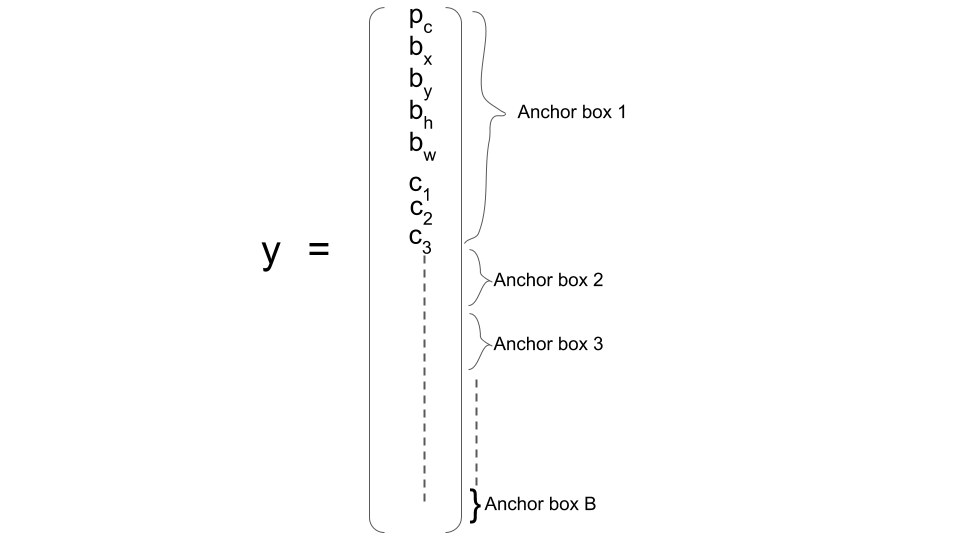 p_c
b_x
b_y
b_h
b_w
c_1
c_2
c_3
y =
Anchor box 1
Anchor box 2
Anchor box 3
} Anchor box B